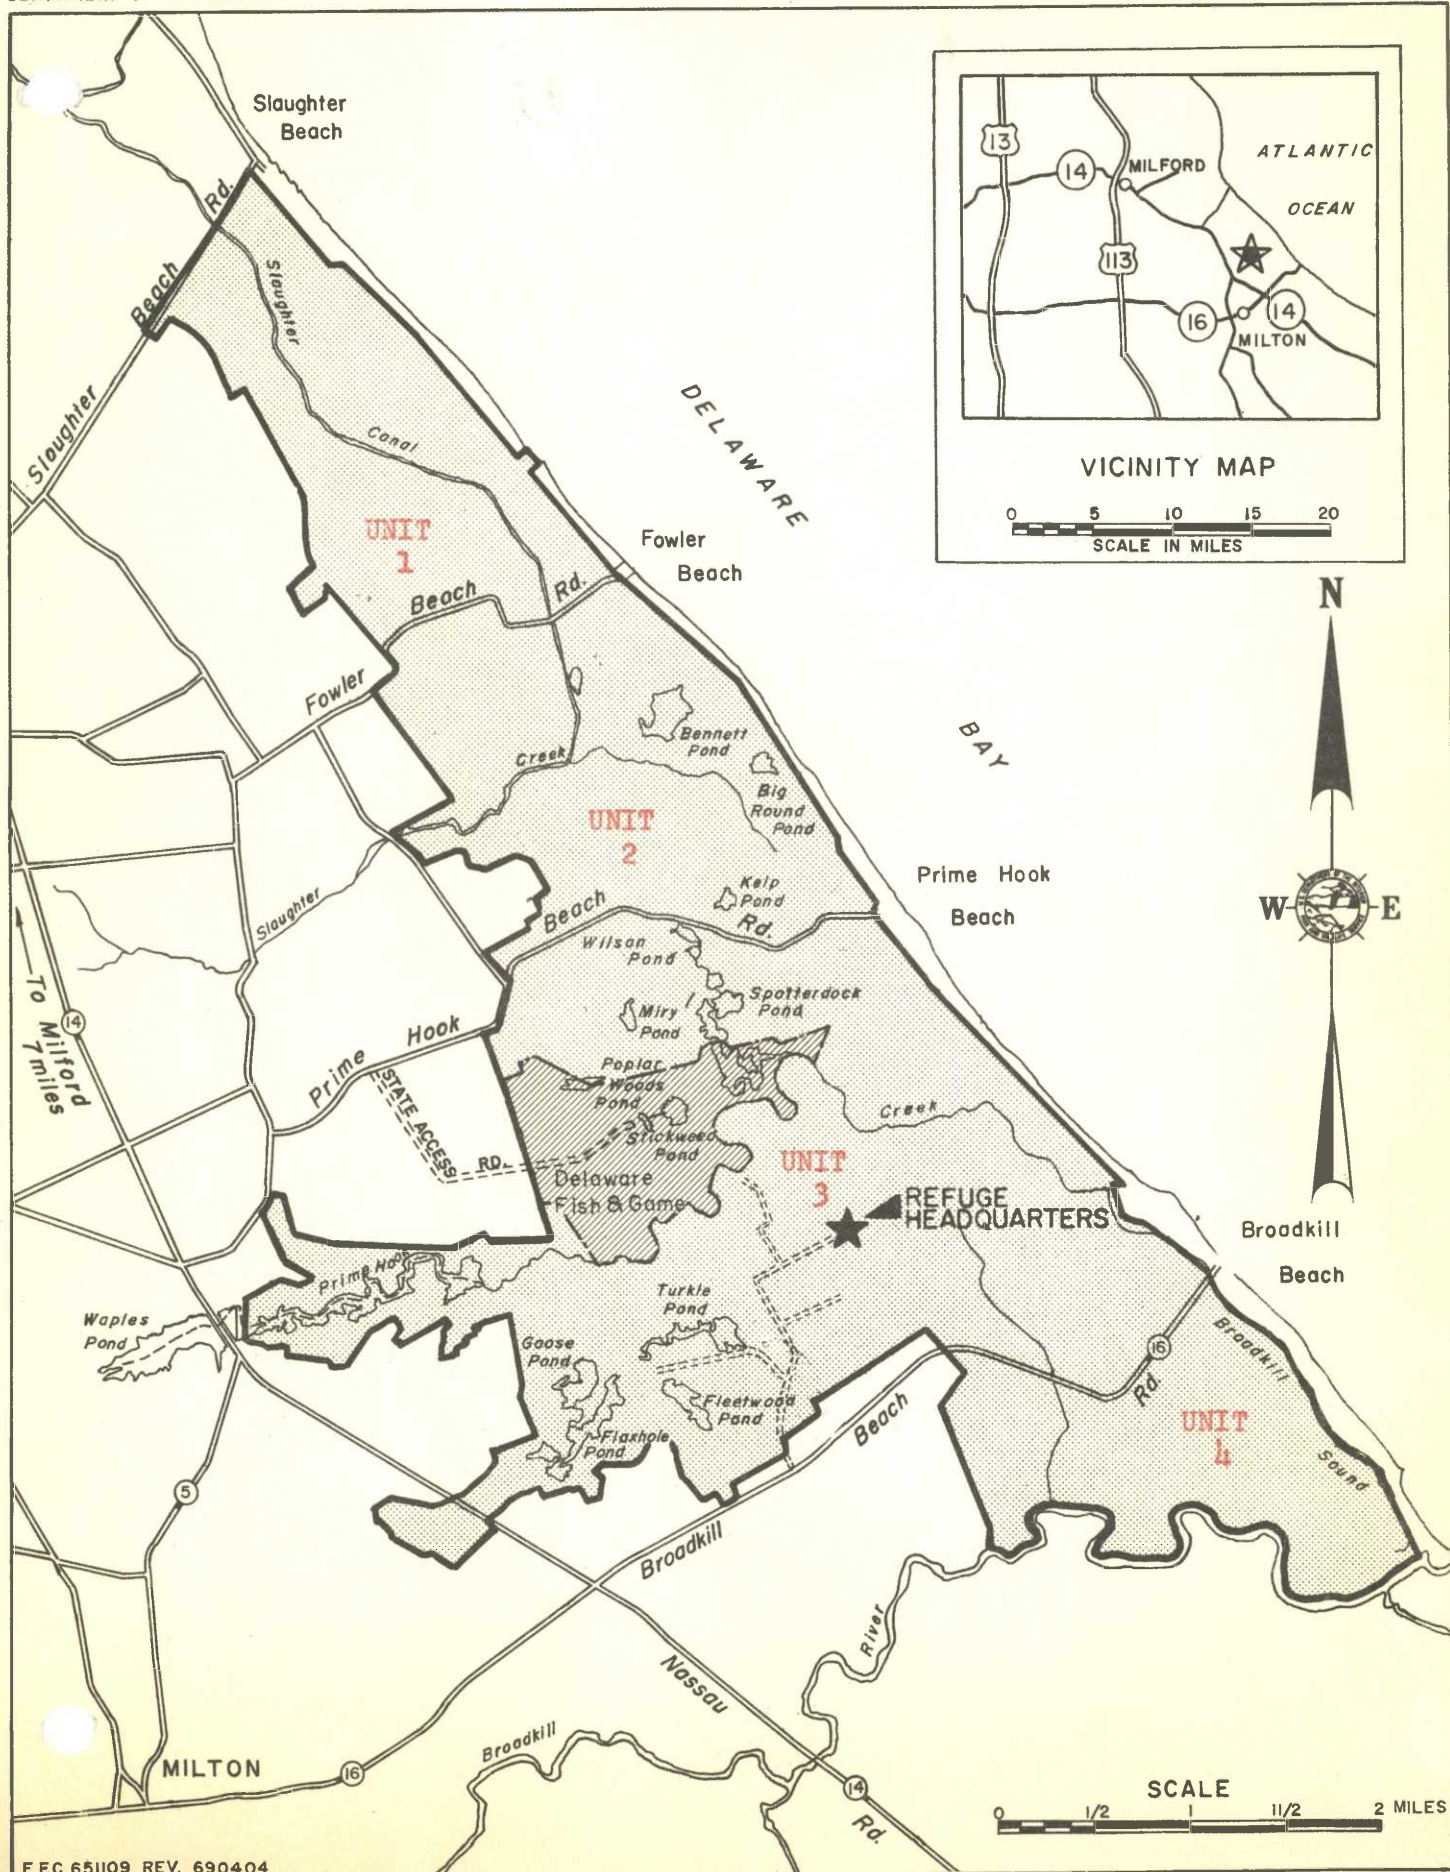 Slaughter
Beach
Slaughter Beach Rd.
Slaughter
Canal
UNIT
1
DELAWARE
BAY
Fowler
Beach
Fowler Beach Rd.
Bennett
Pond
Big
Round
Pond
Creek
UNIT
2
Slaughter
Kelp
Pond
Prime Hook
Beach
Prime Hook Beach Rd.
Wilson
Pond
Miry
Pond
Spatterdock
Pond
Poplar
Woods
Pond
Stickweed
Pond
STATE ACCESS RD.
Delaware
Fish & Game
Creek
UNIT
3
REFUGE
HEADQUARTERS
Broadkill
Beach
14
TO Milford
7 miles
Prime Hook
Waples
Pond
Turkle
Pond
Goose
Pond
Fleetwood
Pond
Flaxhole
Pond
16
Broadkill Beach Rd.
Broadkill Sound
UNIT
4
5
River
Nassau Rd.
Broadkill
MILTON
16
14
13
14
MILFORD
ATLANTIC
OCEAN
113
16
14
MILTON
VICINITY MAP
0 5 10 15 20
SCALE IN MILES
N
W E
SCALE
0 1/2 1 11/2 2 MILES
651109 REV. 690404